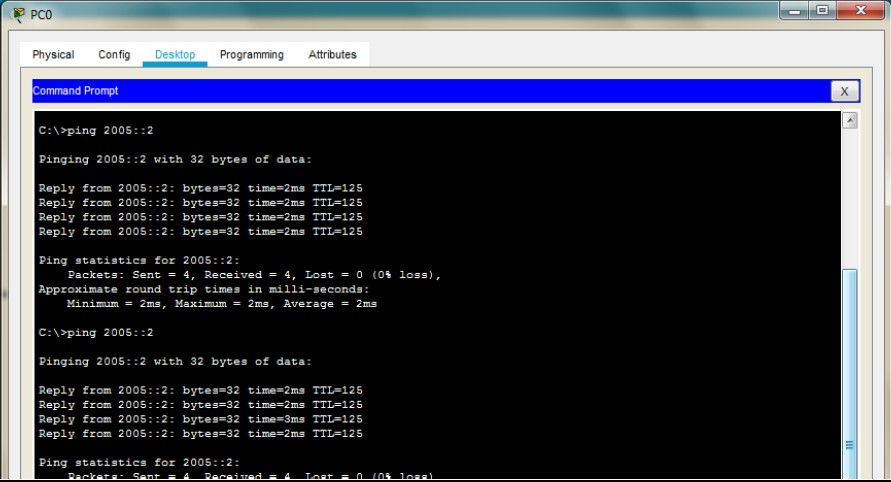 PC0
Physical Config Desktop Programming Attributes
Command Prompt X
C:\>ping 2005::2
Pinging 2005::2 with 32 bytes of data:
Reply from 2005::2: bytes=32 time=2ms TTL=125
Reply from 2005::2: bytes=32 time=2ms TTL=125
Reply from 2005::2: bytes=32 time=2ms TTL=125
Reply from 2005::2: bytes=32 time=2ms TTL=125
Ping statistics for 2005::2:
Packets: Sent = 4, Received = 4, Lost = 0 (0% loss),
Approximate round trip times in milli-seconds:
Minimum = 2ms, Maximum = 2ms, Average = 2ms
C:\>ping 2005::2
Pinging 2005::2 with 32 bytes of data:
Reply from 2005::2: bytes=32 time=2ms TTL=125
Reply from 2005::2: bytes=32 time=2ms TTL=125
Reply from 2005::2: bytes=32 time=3ms TTL=125
Reply from 2005::2: bytes=32 time=2ms TTL=125
Ping statistics for 2005::2:
Packets: Sent = 4, Received = 4, Lost = 0 (0% loss)